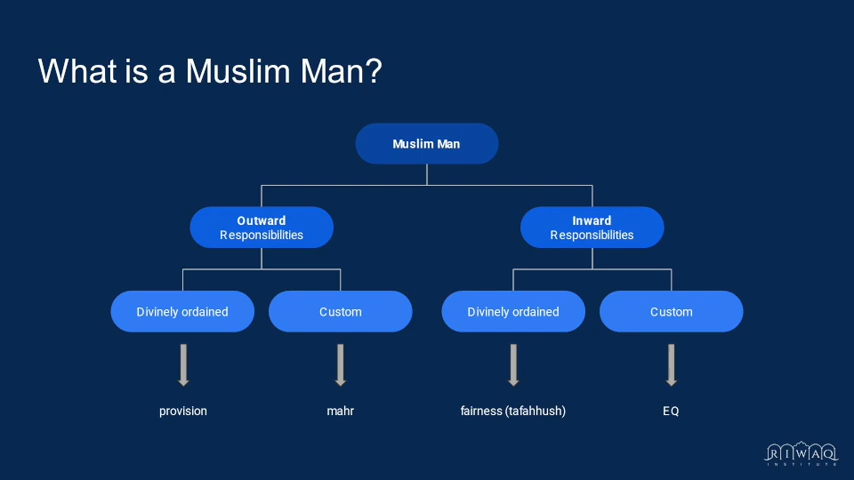 What is a Muslim Man?
Muslim Man
Outward
Responsibilities
Inward
Responsibilities
Divinely ordained
Custom
Divinely ordained
Custom
provision
mahr
fairness (tafahhush)
EQ
RIWAQ
INSTITUTE